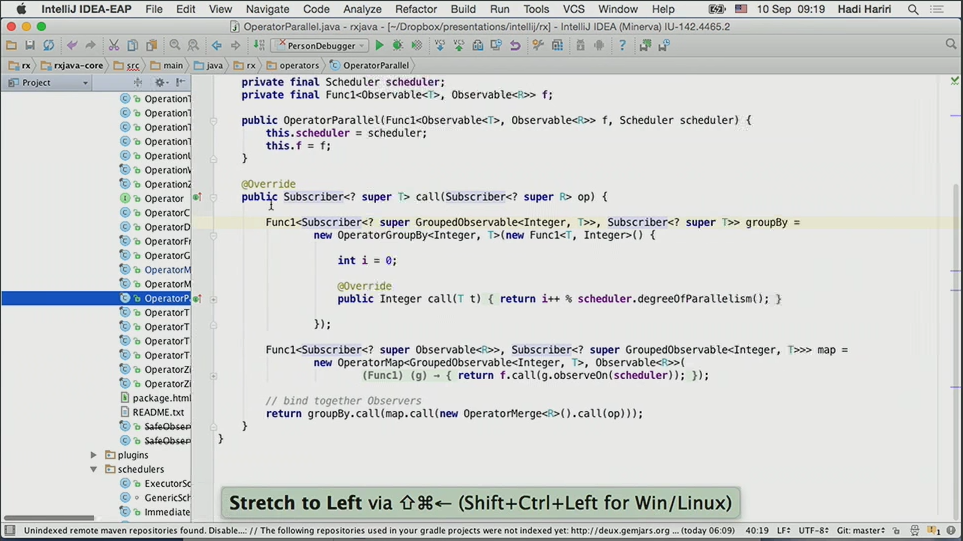 IntelliJ IDEA-EAP File Edit View Navigate Code Analyze Refactor Build Run Tools VCS Window Help 10 Sep 09:19 Hadi Hariri
OperatorParallel.java - rxjava-core - [~/Dropbox/presentations/intellij/rx] - IntelliJ IDEA (Minerva) IU-142.4465.2
PersonDebugger
rx rxjava-core src main java rx operators OperatorParallel
Project
OperationT
OperationT
OperationT
OperationT
OperationU
OperationW
OperationZ
Operator
OperatorC
OperatorD
OperatorFr
OperatorG
OperatorM
OperatorM
OperatorP
OperatorT
OperatorT
OperatorT
OperatorT
OperatorZi
OperatorZi
package.html
README.txt
SafeObser
SafeObser
plugins
schedulers
ExecutorS
GenericSch
Immediate
private final Scheduler scheduler;
private final Func1<Observable<T>, Observable<R>> f;
public OperatorParallel(Func1<Observable<T>, Observable<R>> f, Scheduler scheduler) {
this.scheduler = scheduler;
this.f = f;
}
@Override
public Subscriber<? super T> call(Subscriber<? super R> op) {
Func1<Subscriber<? super GroupedObservable<Integer, T>>, Subscriber<? super T>> groupBy =
new OperatorGroupBy<Integer, T>(new Func1<T, Integer>() {
int i = 0;
@Override
public Integer call(T t) { return i++ % scheduler.degreeOfParallelism(); }
});
Func1<Subscriber<? super Observable<R>>, Subscriber<? super GroupedObservable<Integer, T>>> map =
new OperatorMap<GroupedObservable<Integer, T>, Observable<R>>(
(Func1) (g) → { return f.call(g.observeOn(scheduler)); });
// bind together Observers
return groupBy.call(map.call(new OperatorMerge<R>().call(op)));
}
}
Stretch to Left via ⇧⌘← (Shift+Ctrl+Left for Win/Linux)
Unindexed remote maven repositories found. Disable...: // The following repositories used in your gradle projects were not indexed yet: http://deux.gemjars.org/ (today 06:09) 40:19 LF UTF-8 Git: master